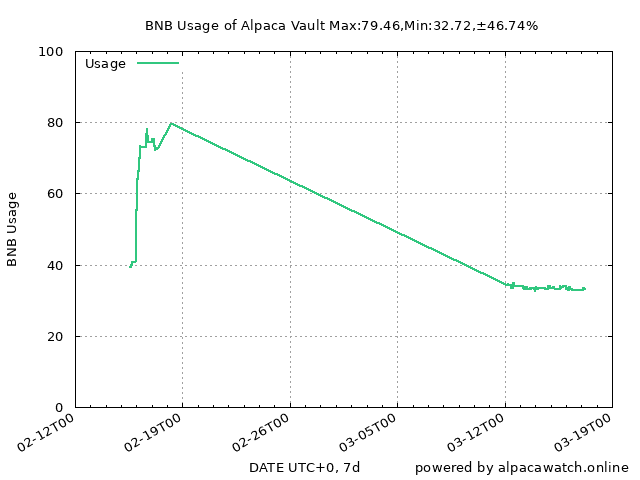 BNB Usage of Alpaca Vault Max:79.46,Min:32.72,±46.74%
Usage
100
80
60
40
20
0
BNB Usage
02-12T00
02-19T00
02-26T00
03-05T00
03-12T00
03-19T00
DATE UTC+0, 7d
powered by alpacawatch.online